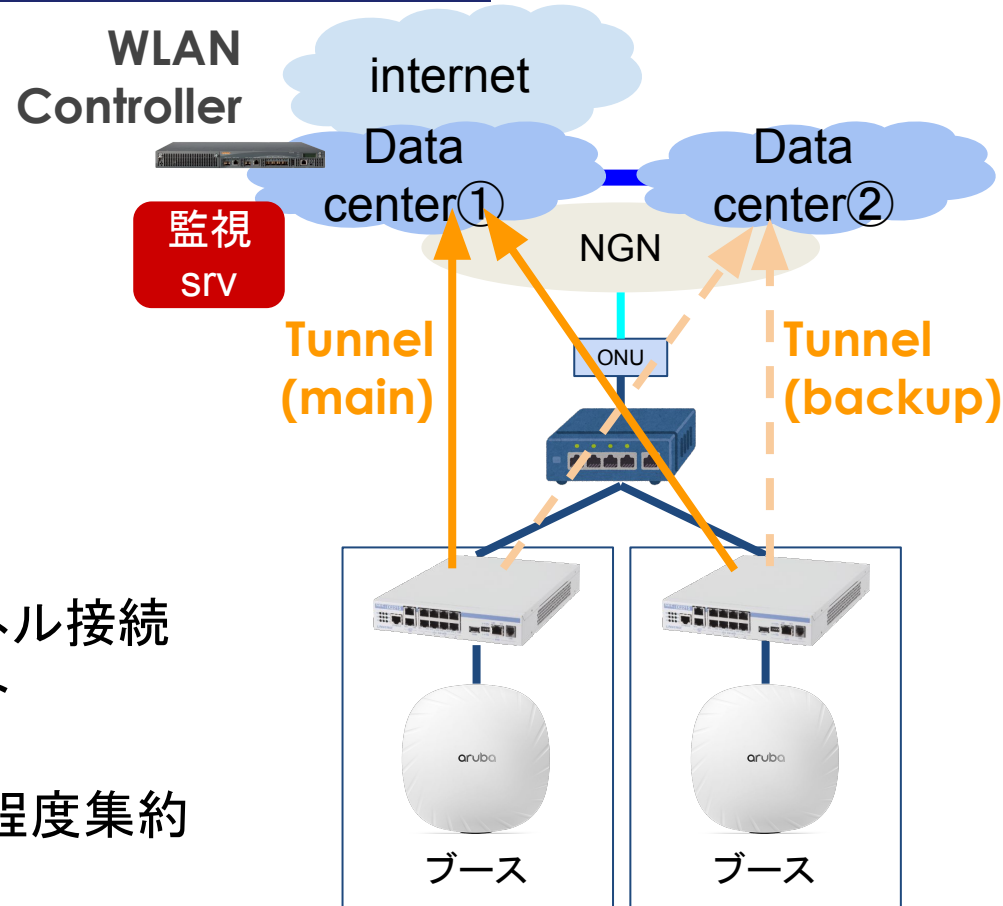 WLAN
Controller
internet
Data
center①
Data
center②
監視
srv
NGN
Tunnel
(main)
ONU
Tunnel
(backup)
トル接続
程度集約
aruba
aruba
ブース
ブース